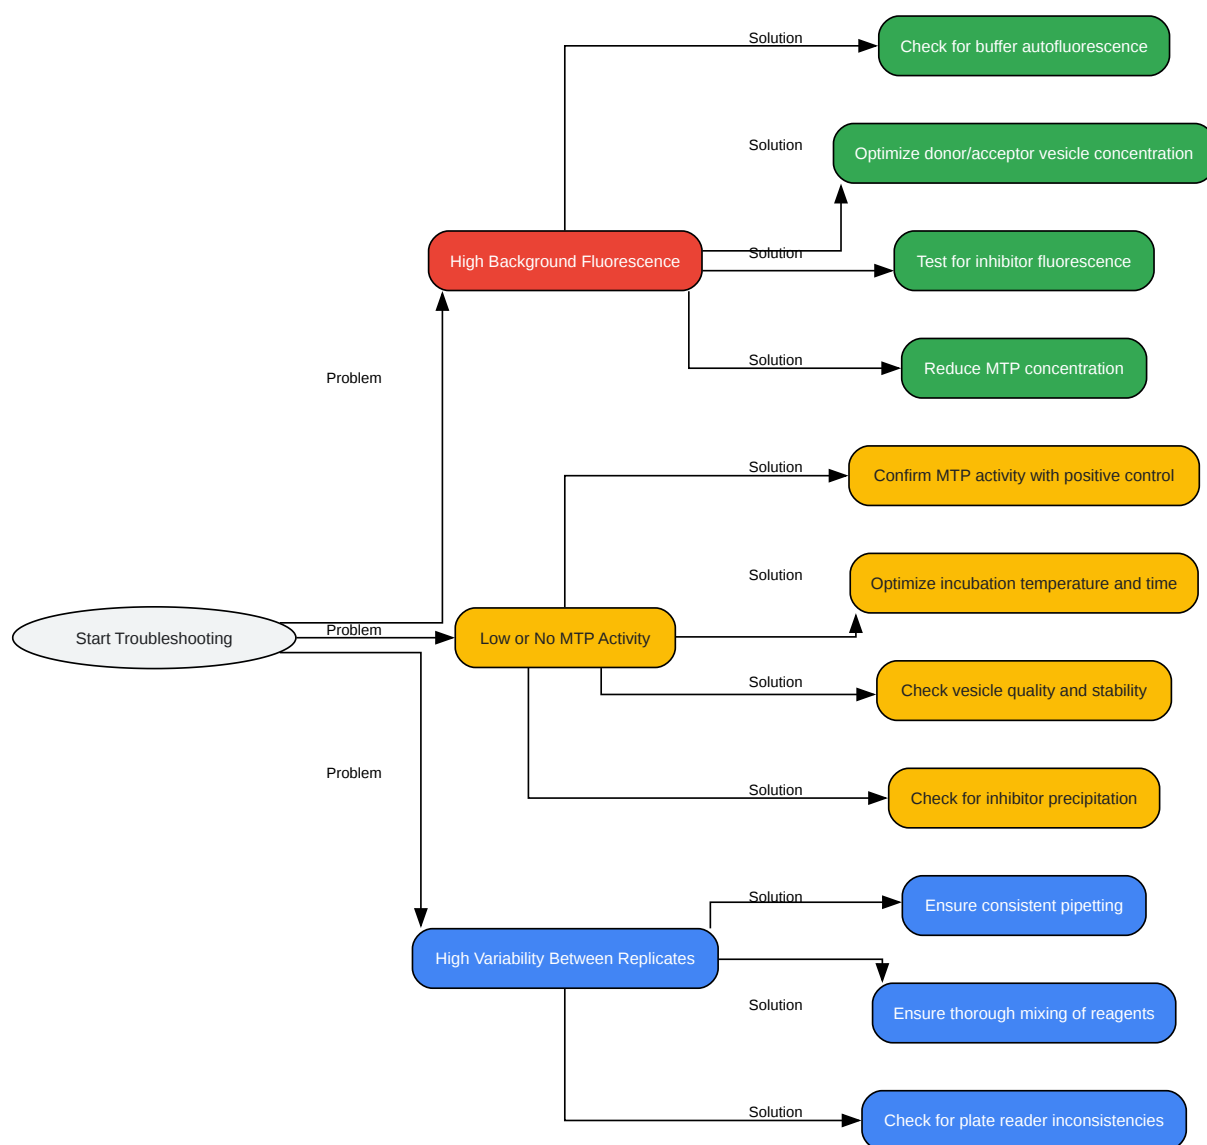 Solution
Check for buffer autofluorescence
Solution
Optimize donor/acceptor vesicle concentration
Solution
High Background Fluorescence
Test for inhibitor fluorescence
Solution
Reduce MTP concentration
Problem
Solution
Confirm MTP activity with positive control
Solution
Optimize incubation temperature and time
Start Troubleshooting
Problem
Low or No MTP Activity
Solution
Check vesicle quality and stability
Problem
Solution
Check for inhibitor precipitation
Solution
Ensure consistent pipetting
High Variability Between Replicates
Solution
Ensure thorough mixing of reagents
Solution
Check for plate reader inconsistencies